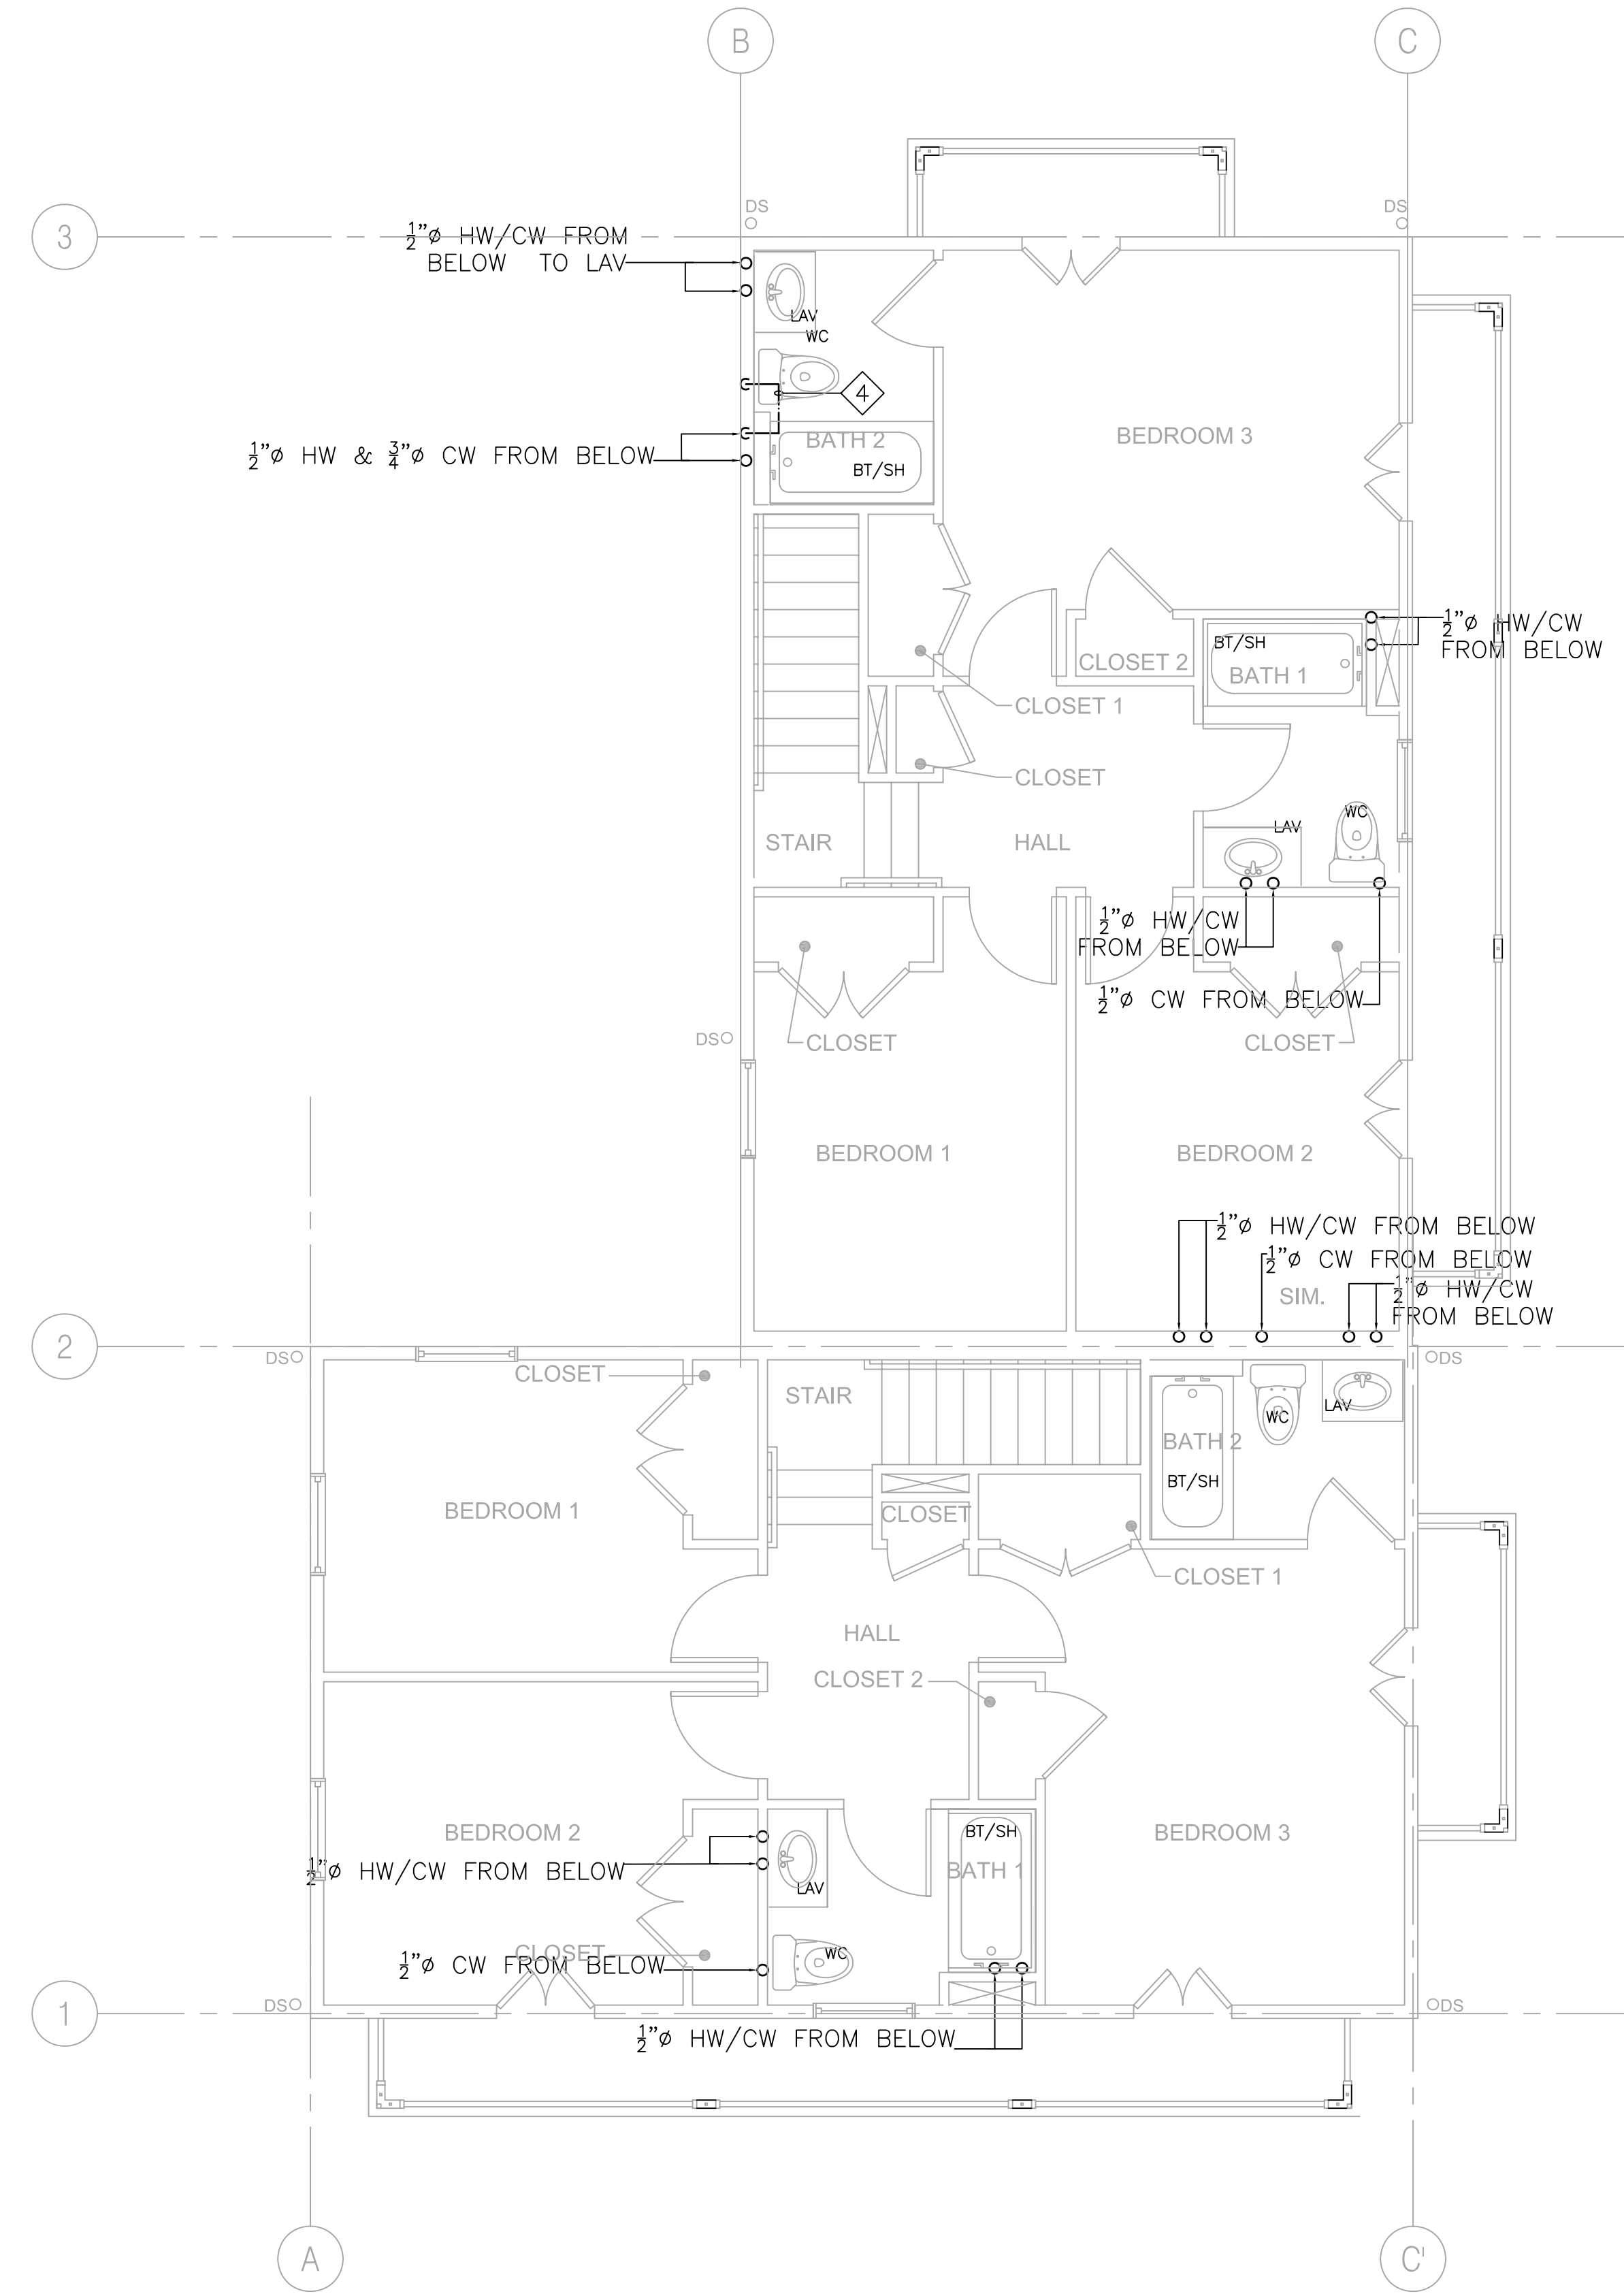 B
C
DS
DS
3
½"ø HW/CW FROM
BELOW TO LAV
LAV
WC
4
BEDROOM 3
BATH 2
½"ø HW & ¾"ø CW FROM BELOW
BT/SH
½"ø HW/CW
FROM BELOW
BT/SH
CLOSET 2
BATH 1
CLOSET 1
CLOSET
WC
LAV
STAIR
HALL
½"ø HW/CW
FROM BELOW
½"ø CW FROM BELOW
DS
CLOSET
CLOSET
BEDROOM 1
BEDROOM 2
½"ø HW/CW FROM BELOW
½"ø CW FROM BELOW
½"ø HW/CW
FROM BELOW
SIM.
2
DS
DS
CLOSET
STAIR
LAV
WC
BATH 2
BT/SH
BEDROOM 1
CLOSET
CLOSET 1
HALL
CLOSET 2
BEDROOM 2
BT/SH
BEDROOM 3
½"ø HW/CW FROM BELOW
BATH 1
LAV
CLOSET
WC
½"ø CW FROM BELOW
DS
DS
1
½"ø HW/CW FROM BELOW
A
C'